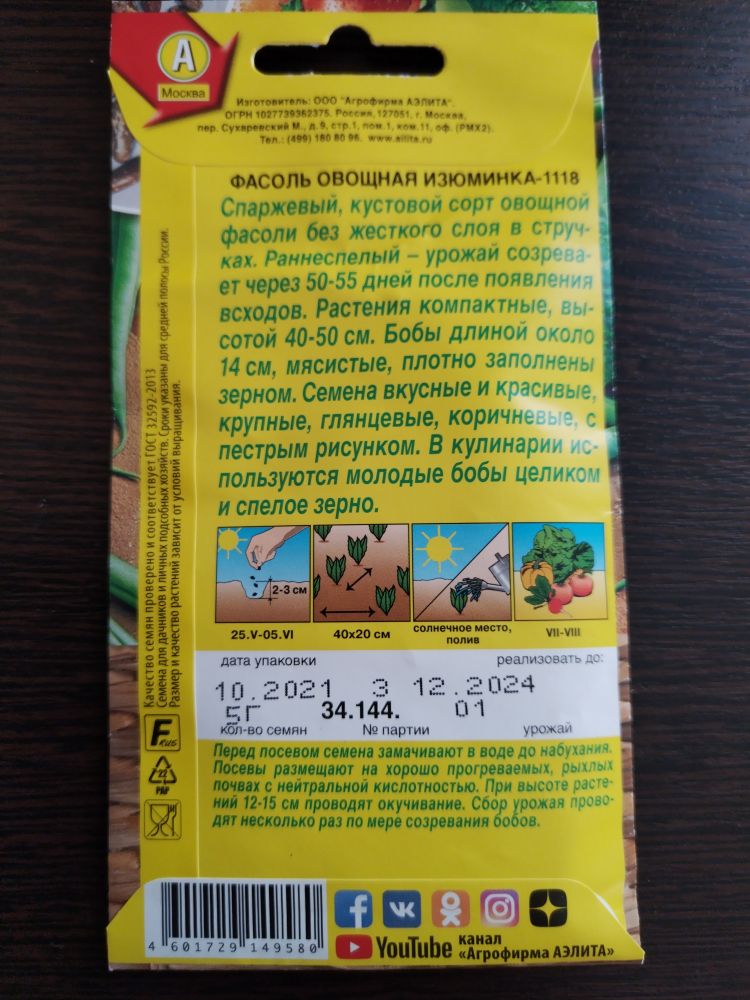 А
Москва
Изготовитель: ООО "Агрофирма АЭЛИТА".
ОГРН 1027739362375. Россия,127051, г. Москва,
пер. Сухаревский М., д.9, стр.1, пом.1, ком.11, оф. (РМХ2).
Тел.: (499) 180 80 96. www.ailita.ru
ФАСОЛЬ ОВОЩНАЯ ИЗЮМИНКА-1118
Спаржевый, кустовой сорт овощной
фасоли без жесткого слоя в струч-
ках. Раннеспелый – урожай созрева-
ет через 50-55 дней после появления
всходов. Растения компактные, вы-
сотой 40-50 см. Бобы длиной около
14 см, мясистые, плотно заполнены
зерном. Семена вкусные и красивые,
крупные, глянцевые, коричневые, с
пестрым рисунком. В кулинарии ис-
пользуются молодые бобы целиком
и спелое зерно.
2-3 см
25.V-05.VI
40х20 см
солнечное место,
полив
VII-VIII
дата упаковки реализовать до:
10.2021 3 12.2024
5Г 34.144. 01
кол-во семян № партии урожай
Перед посевом семена замачивают в воде до набухания.
Посевы размещают на хорошо прогреваемых, рыхлых
почвах с нейтральной кислотностью. При высоте расте-
ний 12-15 см проводят окучивание. Сбор урожая прово-
дят несколько раз по мере созревания бобов.
Качество семян проверено и соответствует ГОСТ 32592-2013
Семена для дачников и личных подсобных хозяйств. Сроки указаны для средней полосы России.
Размер и качество растений зависит от условий выращивания.
F RUS
22
PAP
4 601729 149580
YouTube канал
«Агрофирма АЭЛИТА»